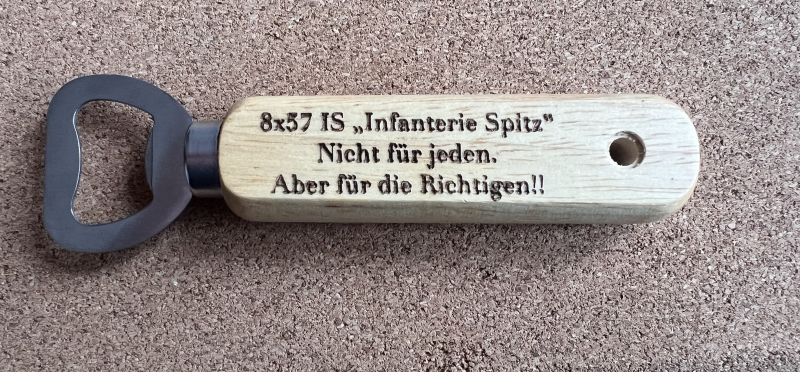 8x57 IS „Infanterie Spitz“
Nicht für jeden.
Aber für die Richtigen!!